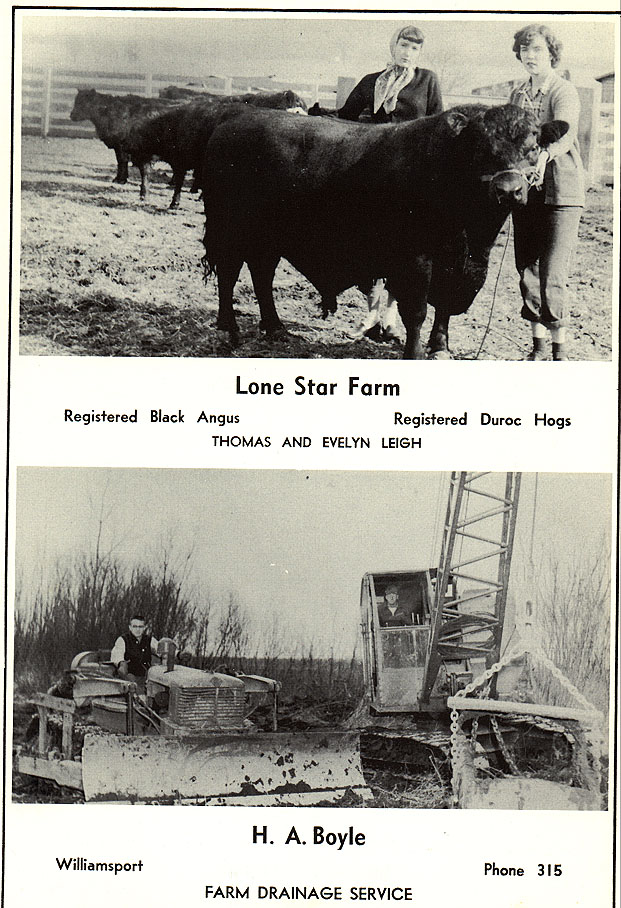 Lone Star Farm
Registered Black Angus Registered Duroc Hogs
THOMAS AND EVELYN LEIGH
H. A. Boyle
Williamsport Phone 315
FARM DRAINAGE SERVICE